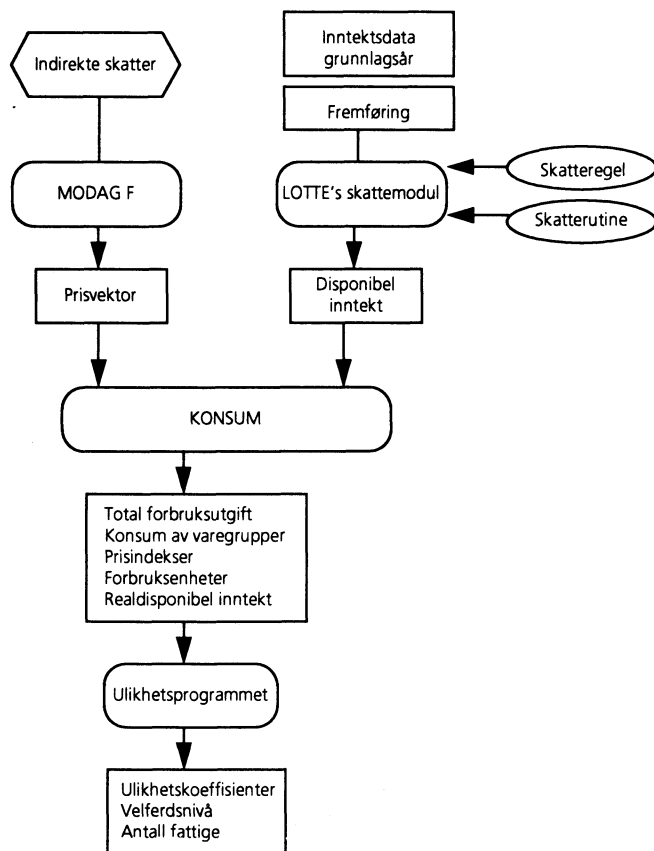 Indirekte skatter
Inntektsdata
grunnlagsår
Fremføring
MODAG F
LOTTE's skattemodul
Skatteregel
Skatterutine
Prisvektor
Disponibel
inntekt
KONSUM
Total forbruksutgift
Konsum av varegrupper
Prisindekser
Forbruksenheter
Realdisponibel inntekt
Ulikhetsprogrammet
Ulikhetskoeffisienter
Velferdsnivå
Antall fattige